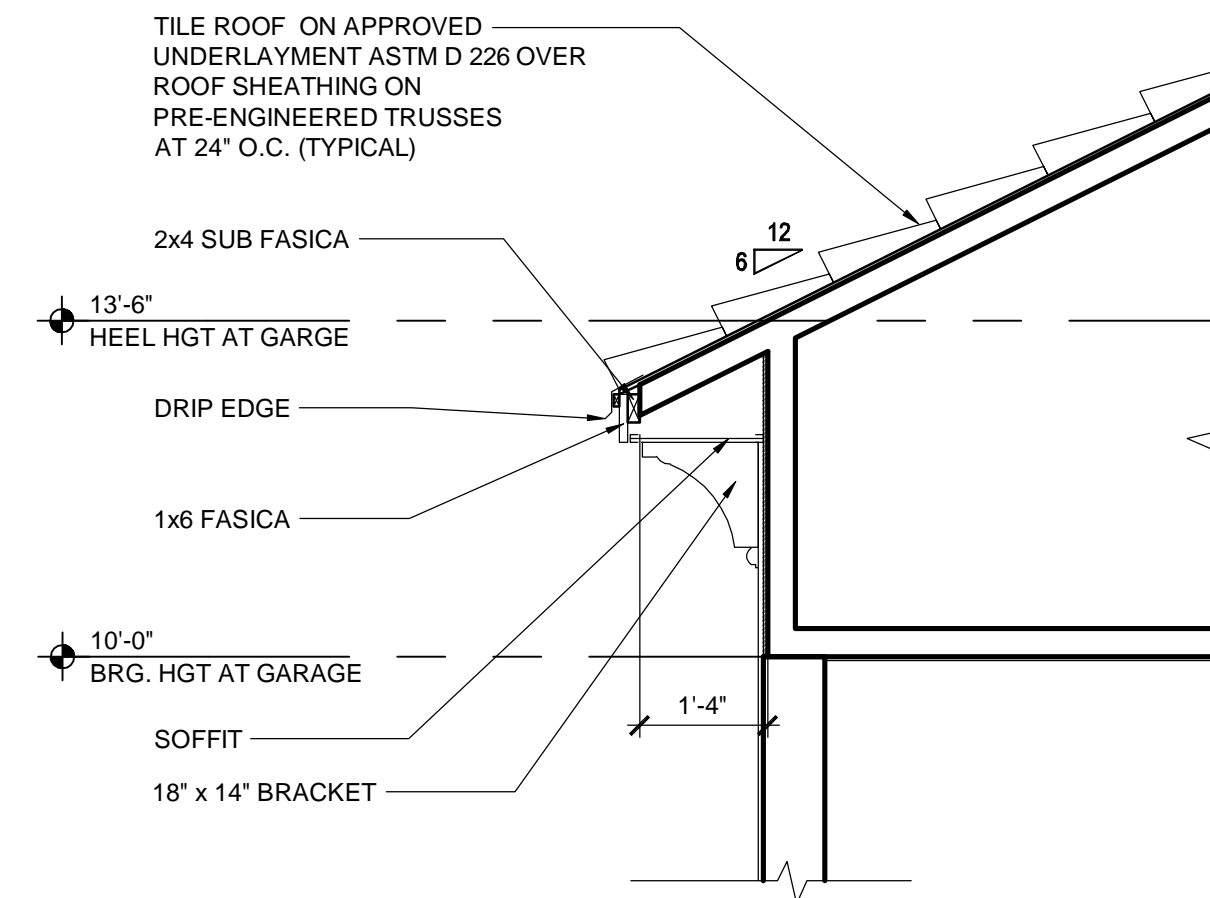 TILE ROOF ON APPROVED
UNDERLAYMENT ASTM D 226 OVER
ROOF SHEATHING ON
PRE-ENGINEERED TRUSSES
AT 24" O.C. (TYPICAL)
12
6
2x4 SUB FASICA
13'-6"
HEEL HGT AT GARGE
DRIP EDGE
1x6 FASICA
10'-0"
BRG. HGT AT GARAGE
1'-4"
SOFFIT
18" x 14" BRACKET